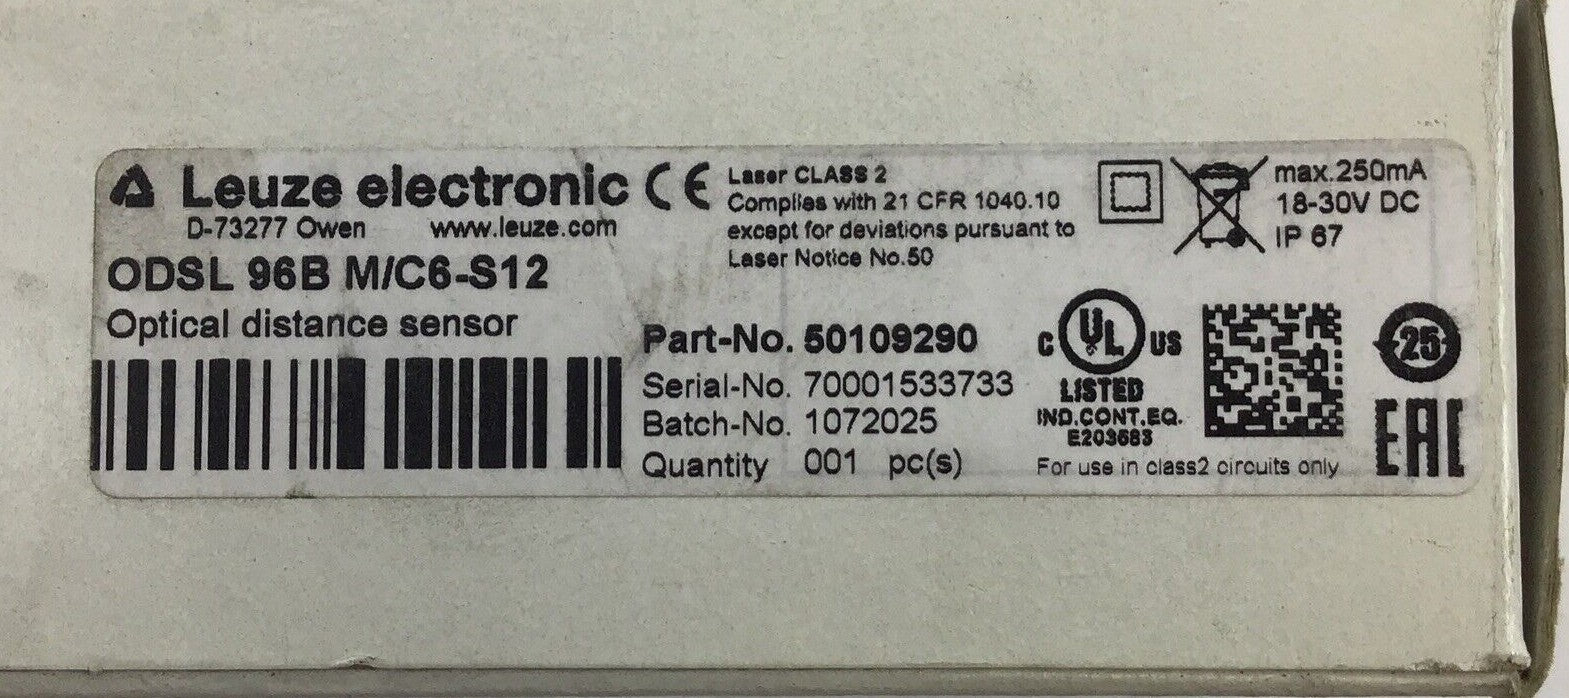 Leuze electronic
D-73277 Owen www.leuze.com
ODSL 96B M/C6-S12
Optical distance sensor
CE
Laser CLASS 2
Complies with 21 CFR 1040.10
except for deviations pursuant to
Laser Notice No.50
max.250mA
18-30V DC
IP 67
Part-No. 50109290
Serial-No. 70001533733
Batch-No. 1072025
Quantity 001 pc(s)
C UL US
LISTED
IND.CONT.EQ.
E203683
For use in class2 circuits only
25
EAC